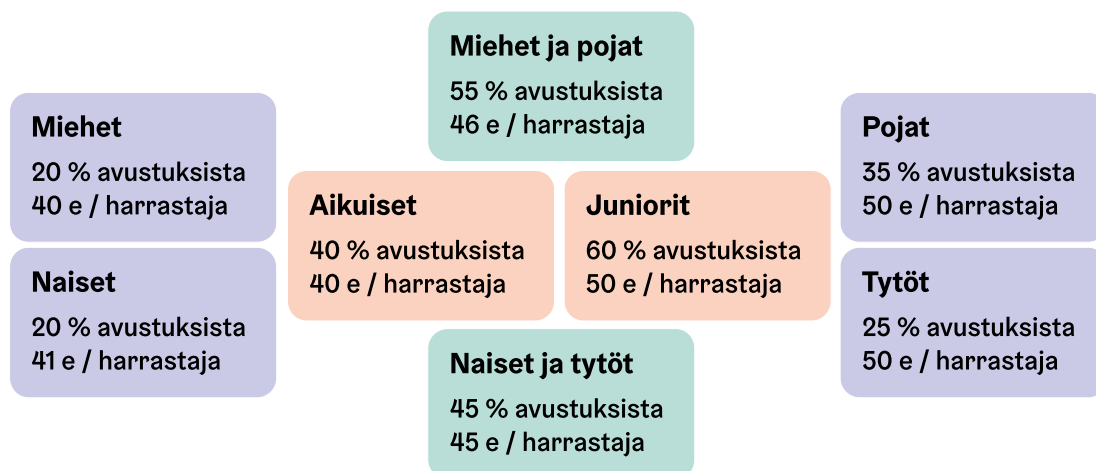 Miehet ja pojat
55 % avustuksista
46 e / harrastaja
Miehet
20 % avustuksista
40 e / harrastaja
Naiset
20 % avustuksista
41 e / harrastaja
Aikuiset
40 % avustuksista
40 e / harrastaja
Juniorit
60 % avustuksista
50 e / harrastaja
Pojat
35 % avustuksista
50 e / harrastaja
Tytöt
25 % avustuksista
50 e / harrastaja
Naiset ja tytöt
45 % avustuksista
45 e / harrastaja